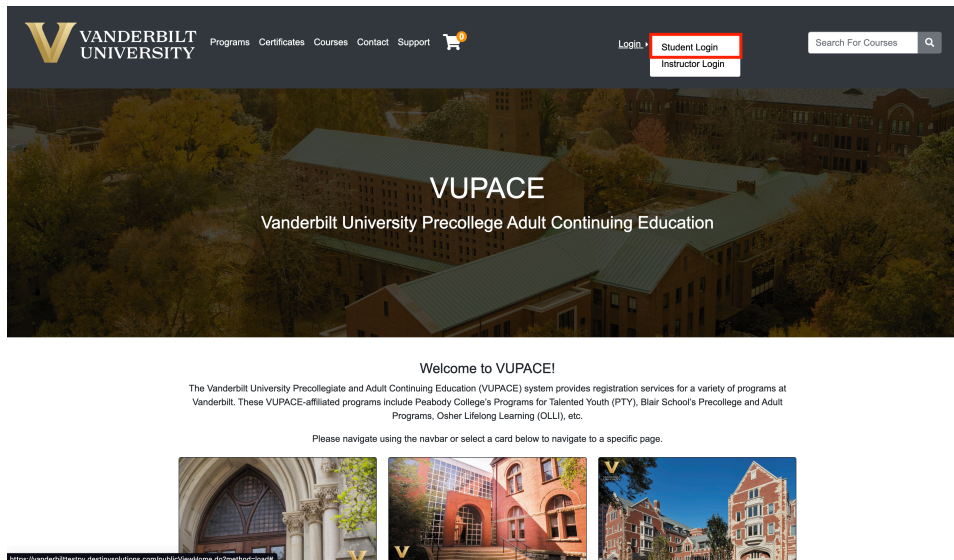 VANDERBILT
UNIVERSITY
Programs Certificates Courses Contact Support 0
Login
Student Login
Instructor Login
Search For Courses
VUPACE
Vanderbilt University Precollege Adult Continuing Education
Welcome to VUPACE!
The Vanderbilt University Precollegiate and Adult Continuing Education (VUPACE) system provides registration services for a variety of programs at
Vanderbilt. These VUPACE-affiliated programs include Peabody College's Programs for Talented Youth (PTY), Blair School's Precollege and Adult
Programs, Osher Lifelong Learning (OLLI), etc.
Please navigate using the navbar or select a card below to navigate to a specific page.